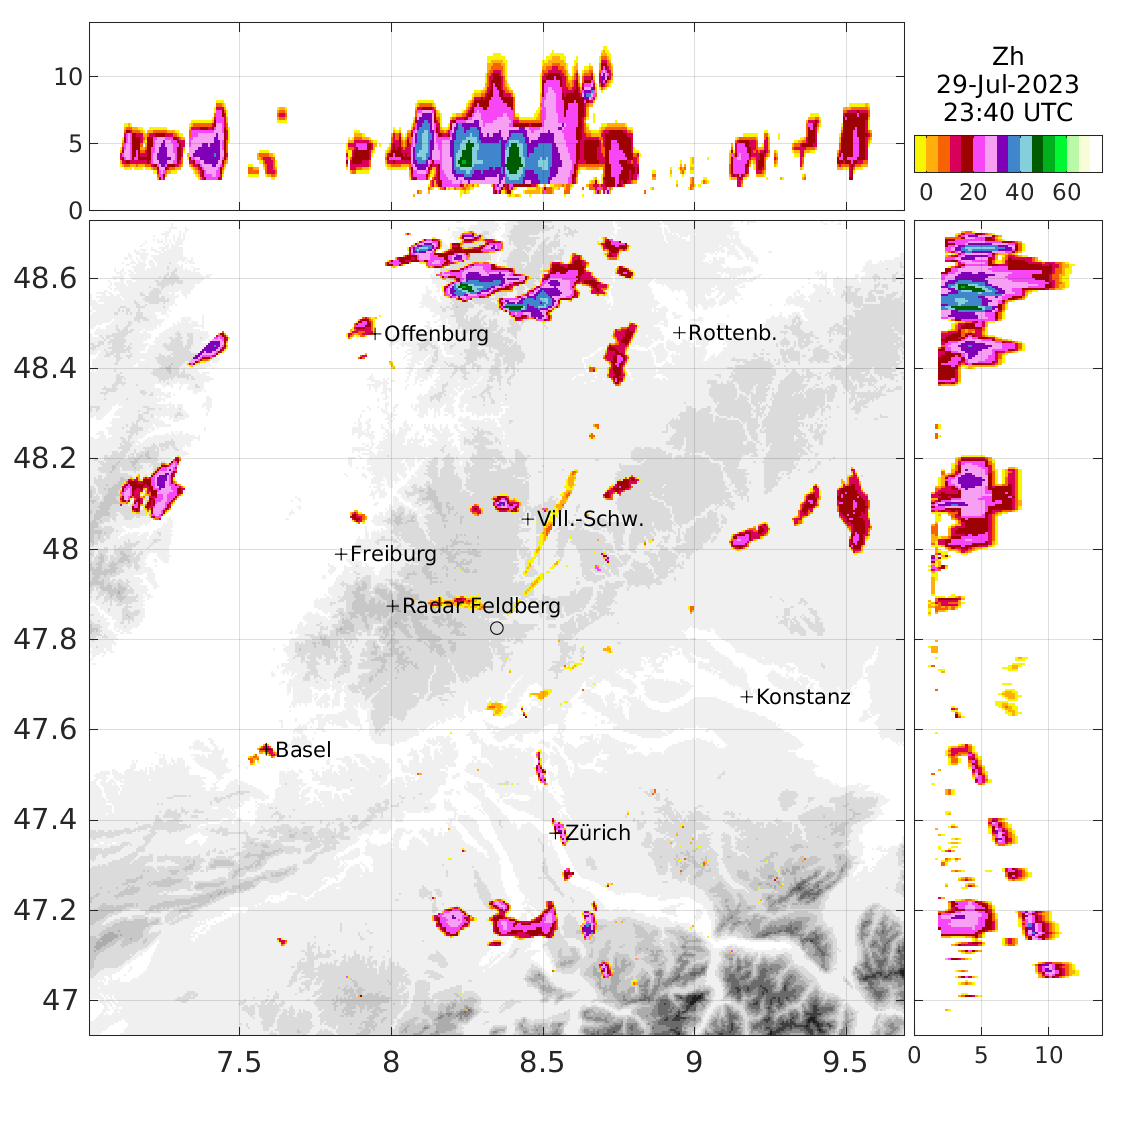 10
5
0
Zh
29-Jul-2023
23:40 UTC
0 20 40 60
48.6
48.4
48.2
48
47.8
47.6
47.4
47.2
47
Offenburg
Rottenb.
Vill.-Schw.
Freiburg
Radar Feldberg
Konstanz
Basel
Zürich
7.5 8 8.5 9 9.5
0 5 10